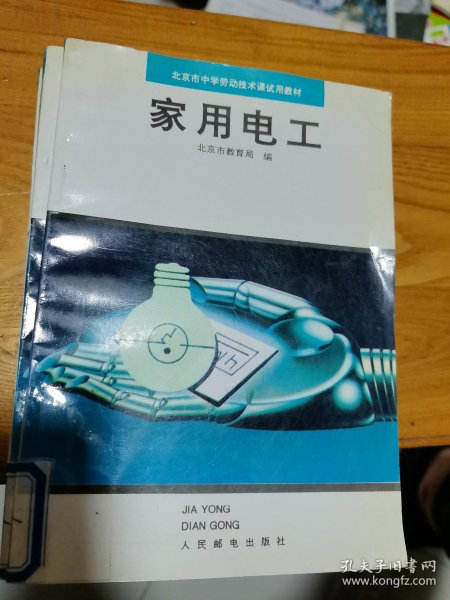 北京市中学劳动技术课试用教材
家用电工
北京市教育局 编
JIA YONG
DIAN GONG
人民邮电出版社
孔夫子旧书网
www.kongfz.com